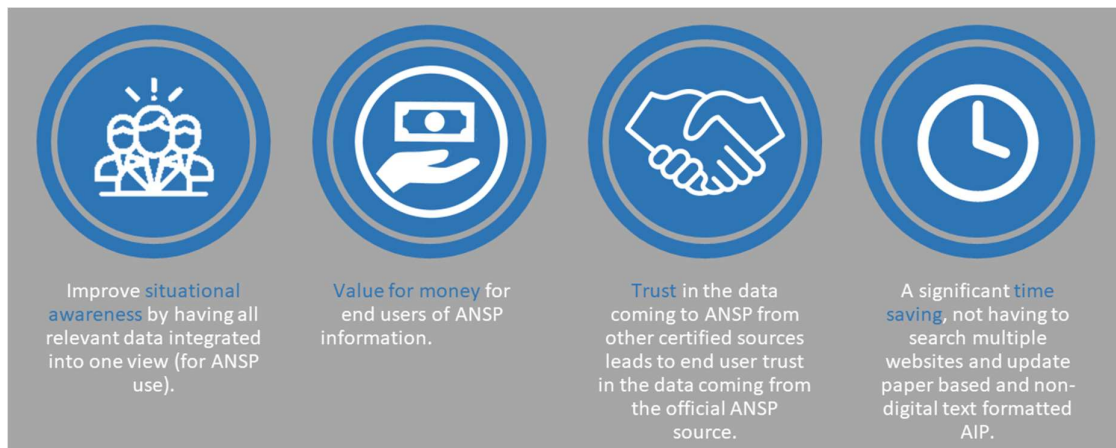 Improve situational
awareness by having all
relevant data integrated
into one view (for ANSP
use).
Value for money for
end users of ANSP
information.
Trust in the data
coming to ANSP from
other certified sources
leads to end user trust
in the data coming from
the official ANSP
source.
A significant time
saving, not having to
search multiple
websites and update
paper based and non-
digital text formatted
AIP.